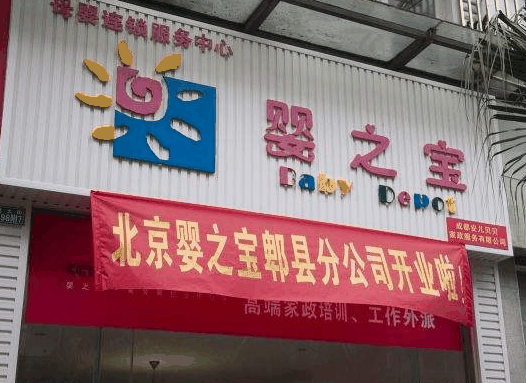 母婴连锁服务中心
婴之宝
Baby Depot
成都业儿贝贝
家政服务有限公司
北京婴之宝郫县分公司开业啦!
高端家政培训、工作外派